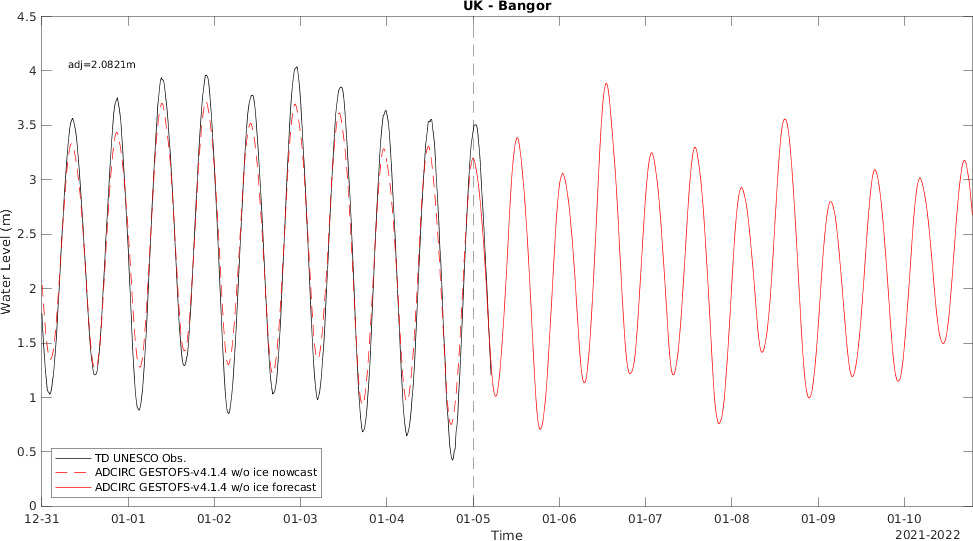 UK - Bangor
4.5
4
3.5
3
2.5
2
1.5
1
0.5
0
Water Level (m)
adj=2.0821m
TD UNESCO Obs.
ADCIRC GESTOFS-v4.1.4 w/o ice nowcast
ADCIRC GESTOFS-v4.1.4 w/o ice forecast
12-31 01-01 01-02 01-03 01-04 01-05 01-06 01-07 01-08 01-09 01-10
Time
2021-2022